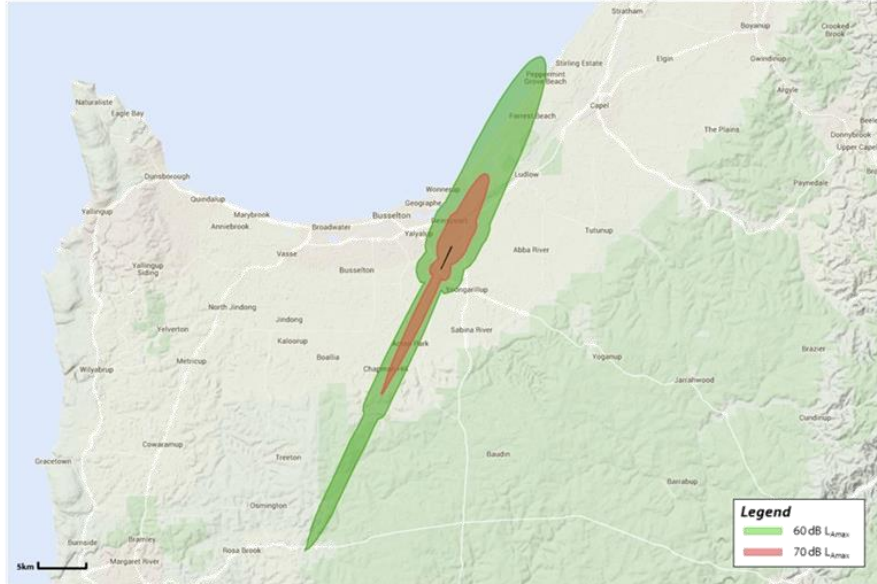 Stratham
Boyanup
Crooked
Brook
Elgin
Gwindinup
Stirling Estate
Peppermint
Grove Beach
Naturaliste
Eagle Bay
Capel
Argyle
Forrest Beach
The Plains
Donnybrook
Upper Capel
Dunsborough
Ludlow
Paynedale
Quindalup
Wonnerup
Yallingup
Marybrook
Geographe
Busselton
Anniebrook
Broadwater
Yalyalup
Tutunup
Vasse
Abba River
Yallingup
Siding
Busselton
Yoongarillup
North Jindong
Jindong
Sabina River
Yelverton
Kaloorup
Acton Park
Brazier
Metricup
Boallia
Yoganup
Wilyabrup
Chapman Hill
Jarrahwood
Cundinup
Cowaramup
Gracetown
Treeton
Baudin
Barrabup
Osmington
Legend
60 dB LAmax
70 dB LAmax
Burnside
Bramley
Rosa Brook
Margaret River
5km